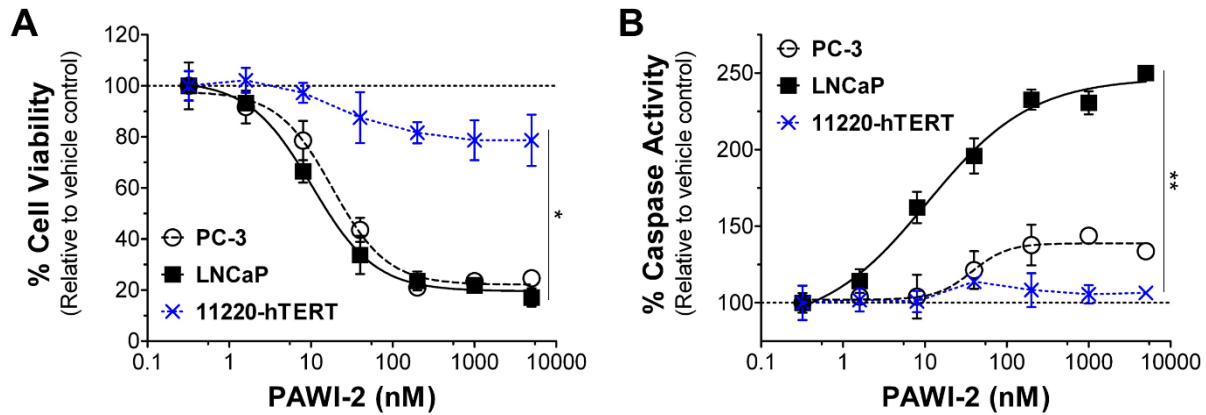 A
% Cell Viability
(Relative to vehicle control)
120
100
80
60
40
20
0
PC-3
LNCaP
11220-hTERT
*
0.1
1
10
100
1000
10000
PAWI-2 (nM)
B
% Caspase Activity
(Relative to vehicle control)
250
200
150
100
PC-3
LNCaP
11220-hTERT
**
0.1
1
10
100
1000
10000
PAWI-2 (nM)